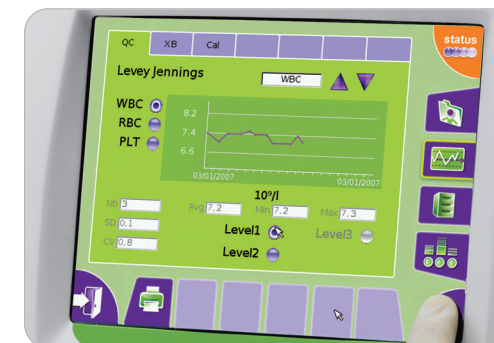 status
QC XB Cal
Levey Jennings WBC
WBC
RBC
PLT
8.2
7.4
6.6
03/01/2007 03/01/2007
10⁹/l
Nb 3 Avg 7,2 Min 7,2 Max 7,3
SD 0,1 Level1 Level3
CV 0,8 Level2